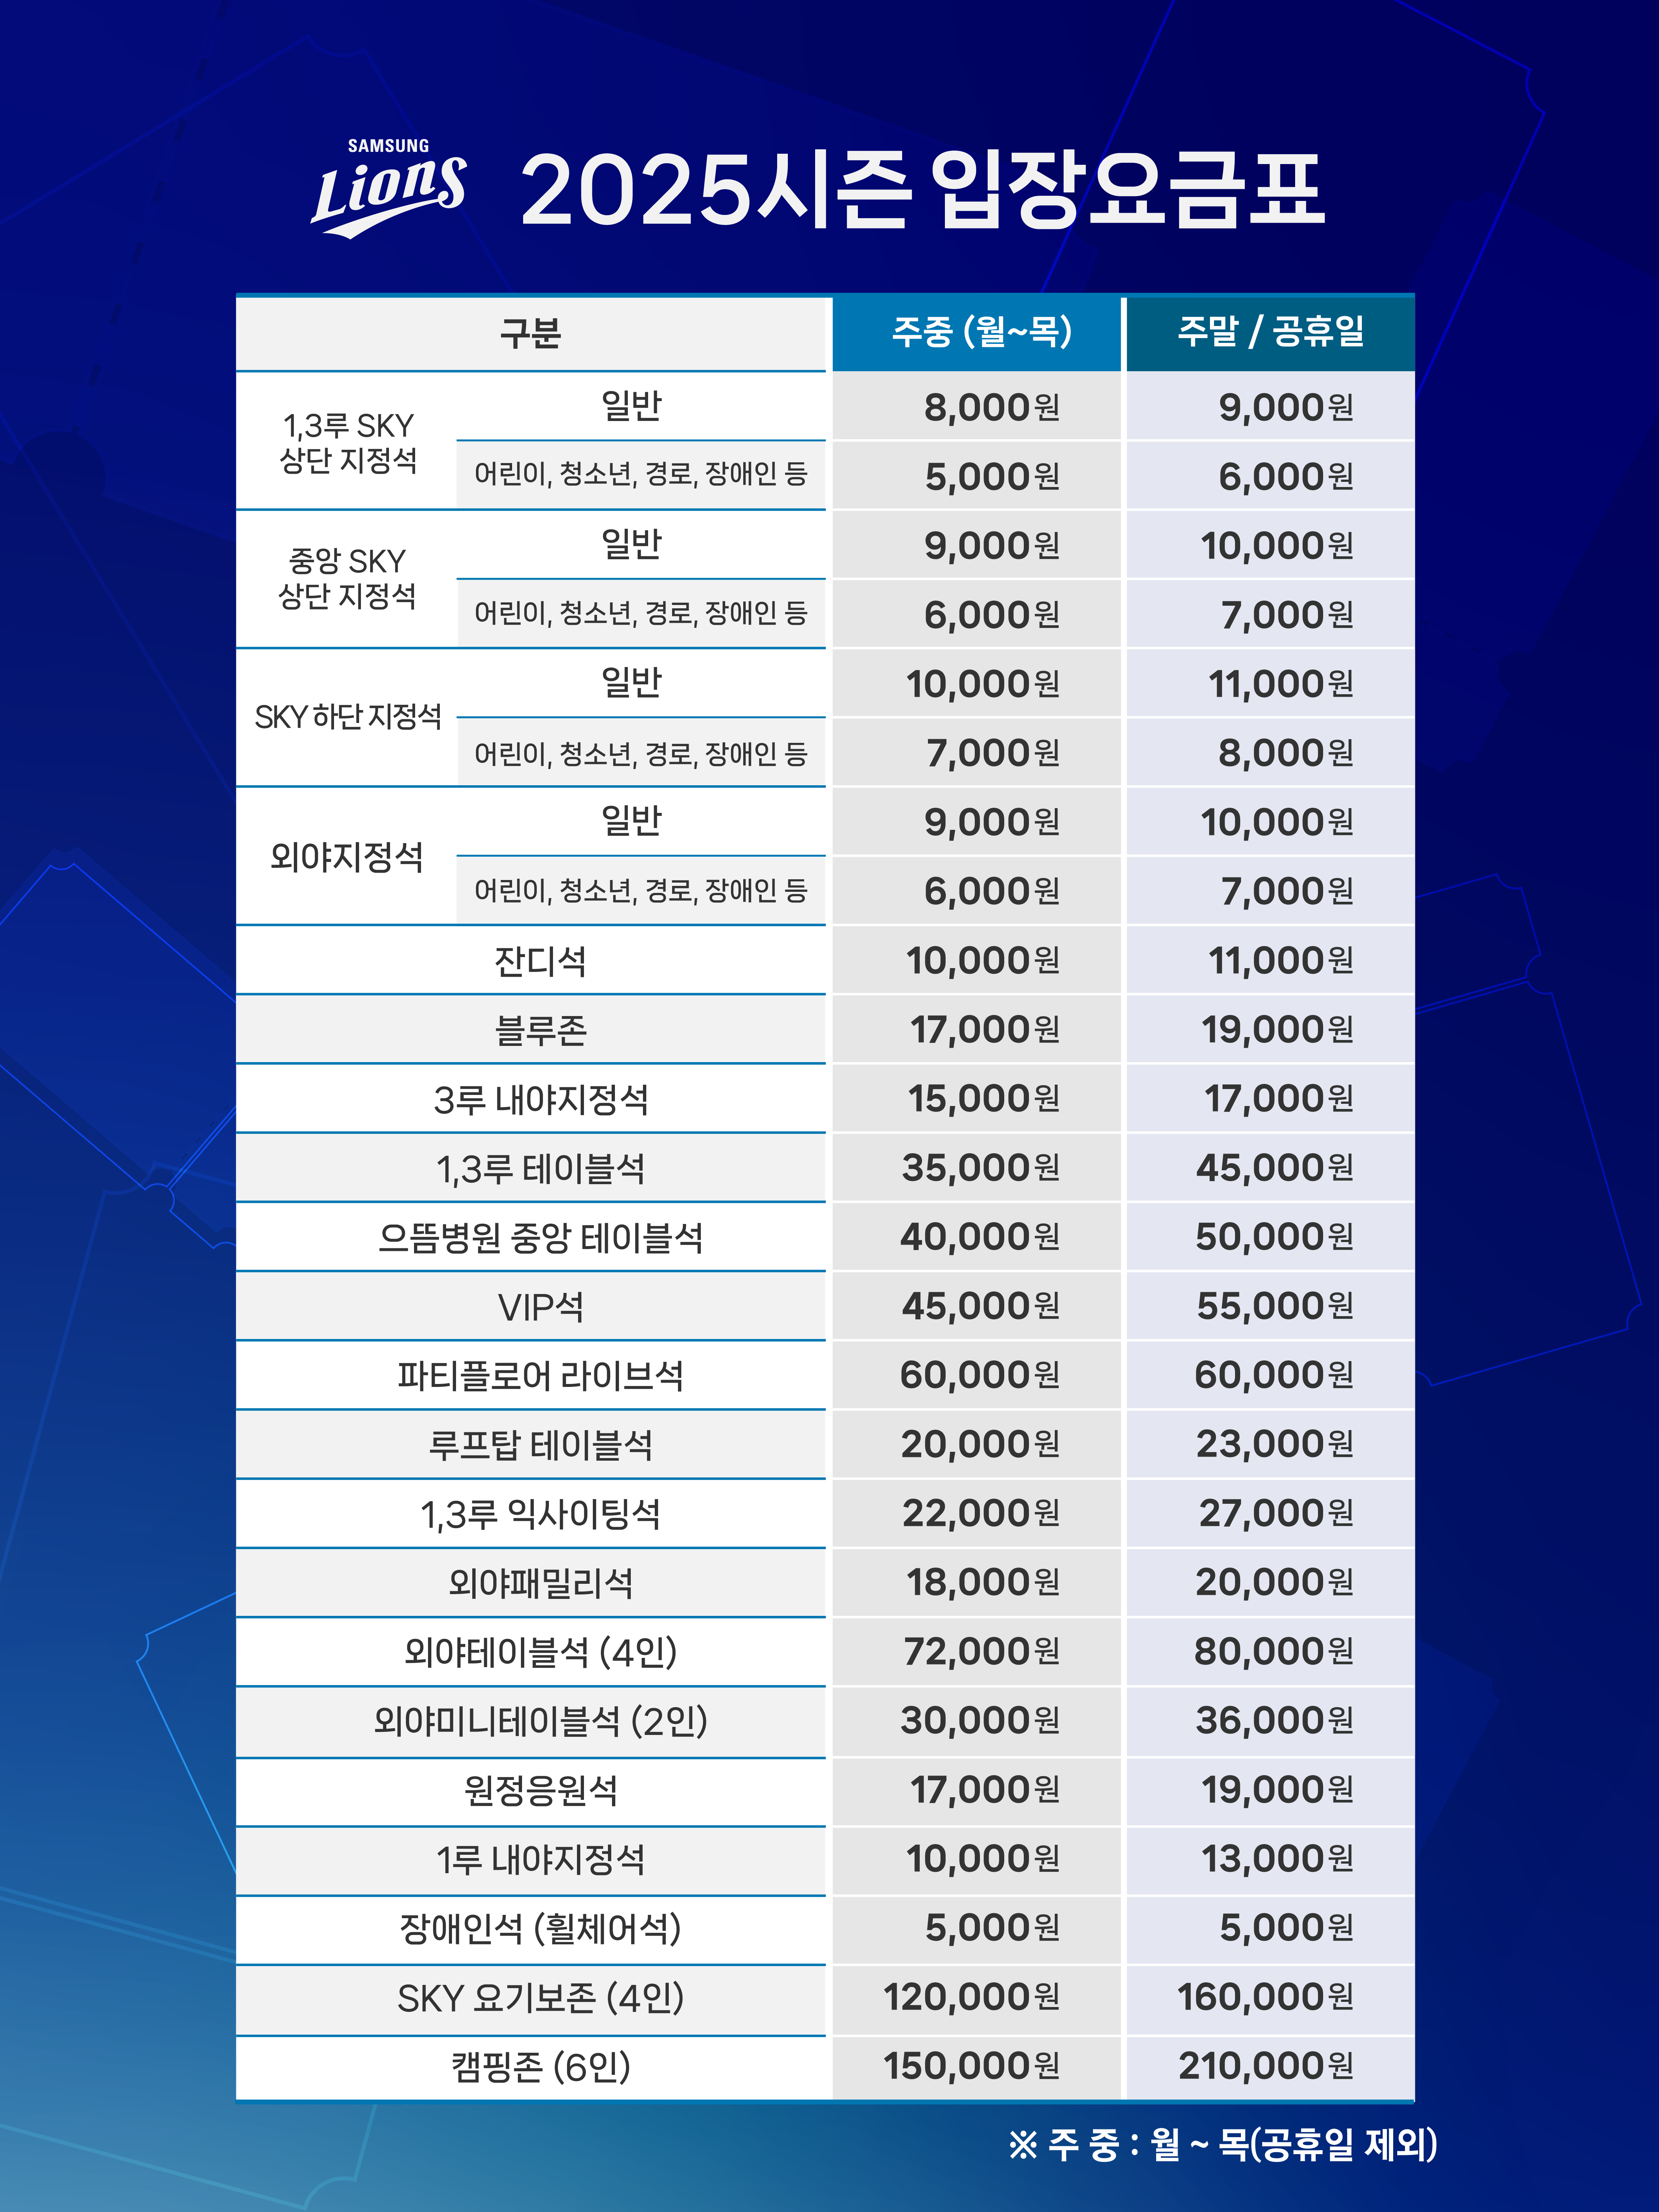 SAMSUNG
Lions
2025시즌 입장요금표
구분 주중 (월~목) 주말 / 공휴일
1,3루 SKY
상단 지정석
일반 8,000원 9,000원
어린이, 청소년, 경로, 장애인 등 5,000원 6,000원
중앙 SKY
상단 지정석
일반 9,000원 10,000원
어린이, 청소년, 경로, 장애인 등 6,000원 7,000원
SKY 하단 지정석
일반 10,000원 11,000원
어린이, 청소년, 경로, 장애인 등 7,000원 8,000원
외야지정석
일반 9,000원 10,000원
어린이, 청소년, 경로, 장애인 등 6,000원 7,000원
잔디석 10,000원 11,000원
블루존 17,000원 19,000원
3루 내야지정석 15,000원 17,000원
1,3루 테이블석 35,000원 45,000원
으뜸병원 중앙 테이블석 40,000원 50,000원
VIP석 45,000원 55,000원
파티플로어 라이브석 60,000원 60,000원
루프탑 테이블석 20,000원 23,000원
1,3루 익사이팅석 22,000원 27,000원
외야패밀리석 18,000원 20,000원
외야테이블석 (4인) 72,000원 80,000원
외야미니테이블석 (2인) 30,000원 36,000원
원정응원석 17,000원 19,000원
1루 내야지정석 10,000원 13,000원
장애인석 (휠체어석) 5,000원 5,000원
SKY 요기보존 (4인) 120,000원 160,000원
캠핑존 (6인) 150,000원 210,000원
※ 주 중 : 월 ~ 목(공휴일 제외)